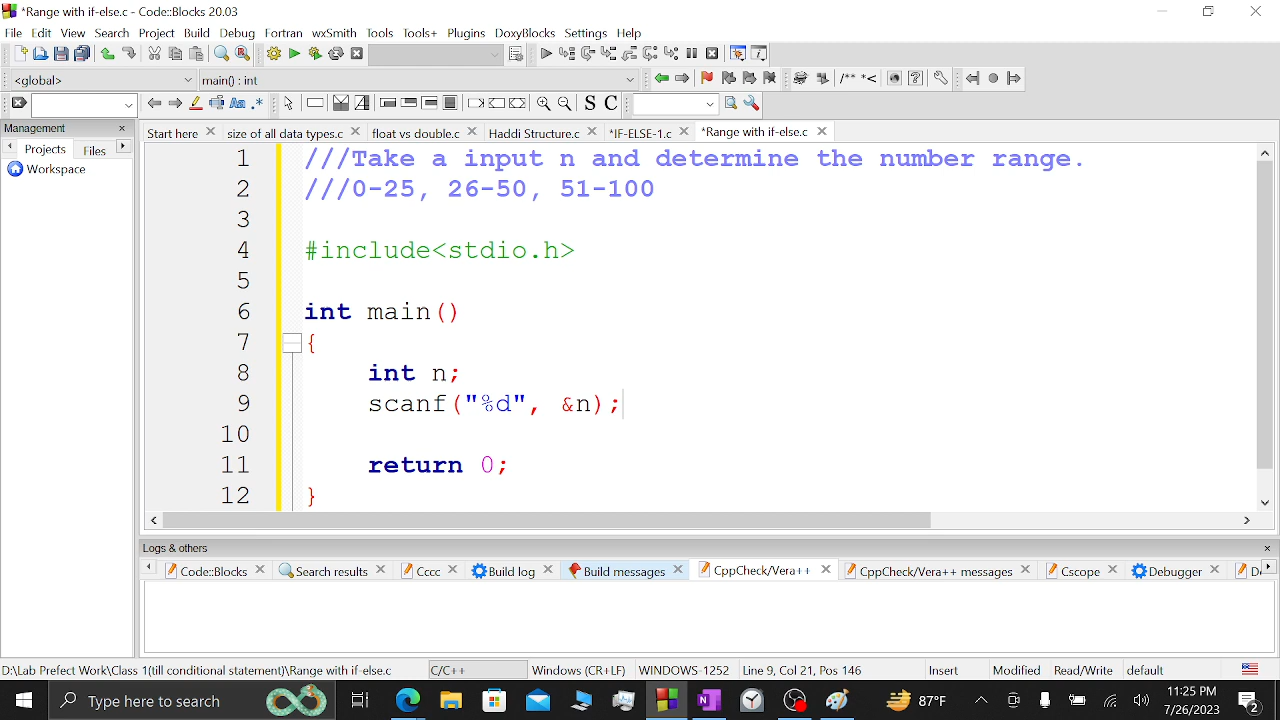 *Range with if-else.c - Code::Blocks 20.03
File Edit View Search Project Build Debug Fortran wxSmith Tools Tools+ Plugins DoxyBlocks Settings Help
<global> main() : int
/** *<
Aa .* S C
Management
Start here size of all data types.c float vs double.c Haddi Structure.c *IF-ELSE-1.c *Range with if-else.c
Projects Files
Workspace
1 ///Take a input n and determine the number range.
2 ///0-25, 26-50, 51-100
3
4 #include<stdio.h>
5
6 int main()
7 {
8 int n;
9 scanf("%d", &n);
10
11 return 0;
12 }
Logs & others
Code::Blocks Search results Cccc Build log Build messages CppCheck/Vera++ CppCheck/Vera++ messages Cscope Debugger
D:\Lab Prefect Work\Class 1(till conditional statement)\Range with if-else.c C/C++ Windows (CR+LF) WINDOWS-1252 Line 9, Col 21, Pos 146 Insert Modified Read/Write default
Type here to search 87°F 11:25 PM
7/26/2023 2